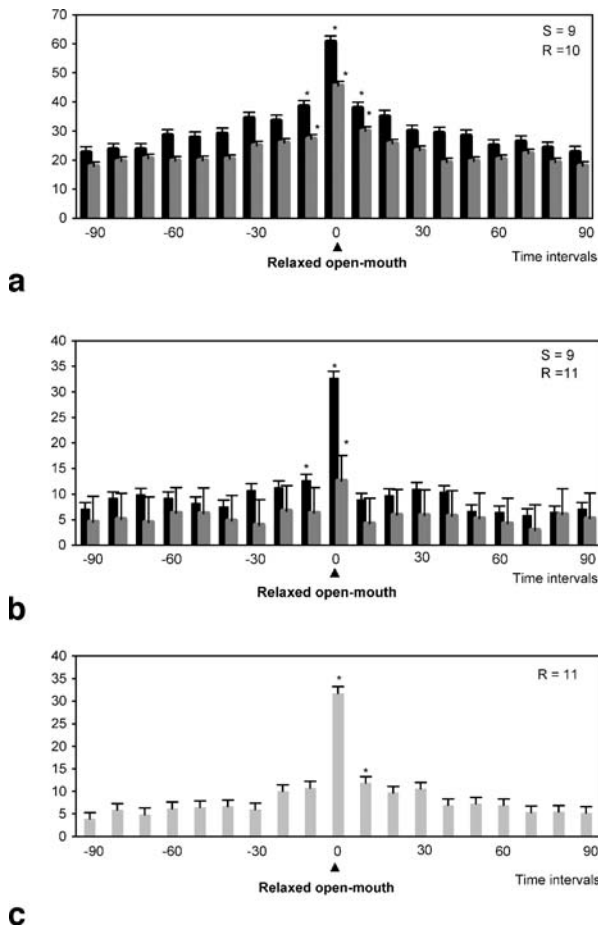 70
S = 9
60
R =10
50
40
30
20
10
0
-90 -60 -30 0 30 60 90
Relaxed open-mouth
Time intervals
a
40
S = 9
35
R =11
30
25
20
15
10
5
0
-90 -60 -30 0 30 60 90
Time intervals
Relaxed open-mouth
b
40
R = 11
35
30
25
20
15
10
5
0
-90 -60 -30 0 30 60 90
Relaxed open-mouth
Time intervals
c